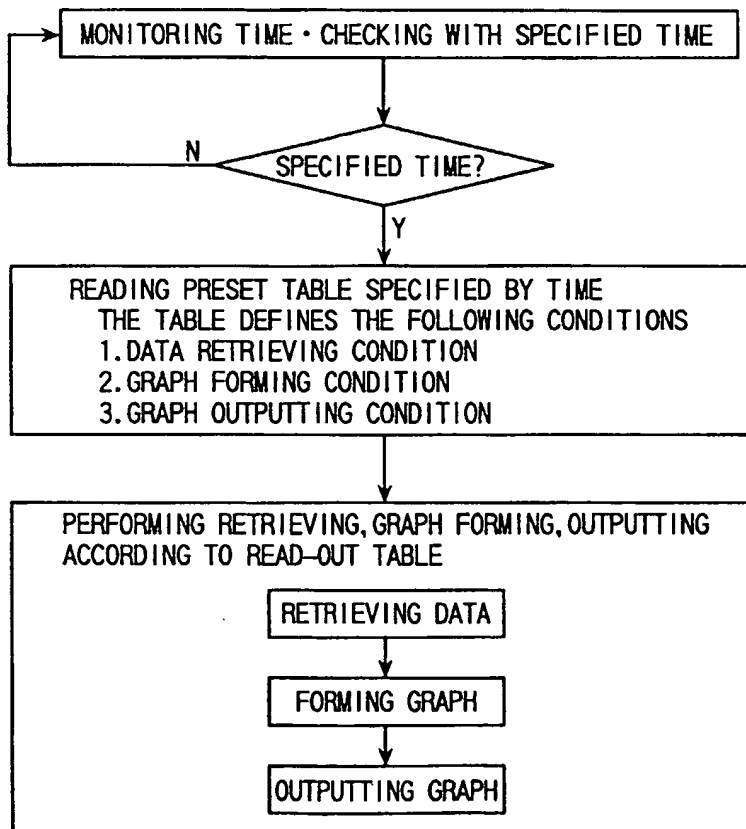 MONITORING TIME・CHECKING WITH SPECIFIED TIME
N
SPECIFIED TIME?
Y
READING PRESET TABLE SPECIFIED BY TIME
THE TABLE DEFINES THE FOLLOWING CONDITIONS
1.DATA RETRIEVING CONDITION
2.GRAPH FORMING CONDITION
3.GRAPH OUTPUTTING CONDITION
PERFORMING RETRIEVING,GRAPH FORMING,OUTPUTTING
ACCORDING TO READ-OUT TABLE
RETRIEVING DATA
FORMING GRAPH
OUTPUTTING GRAPH